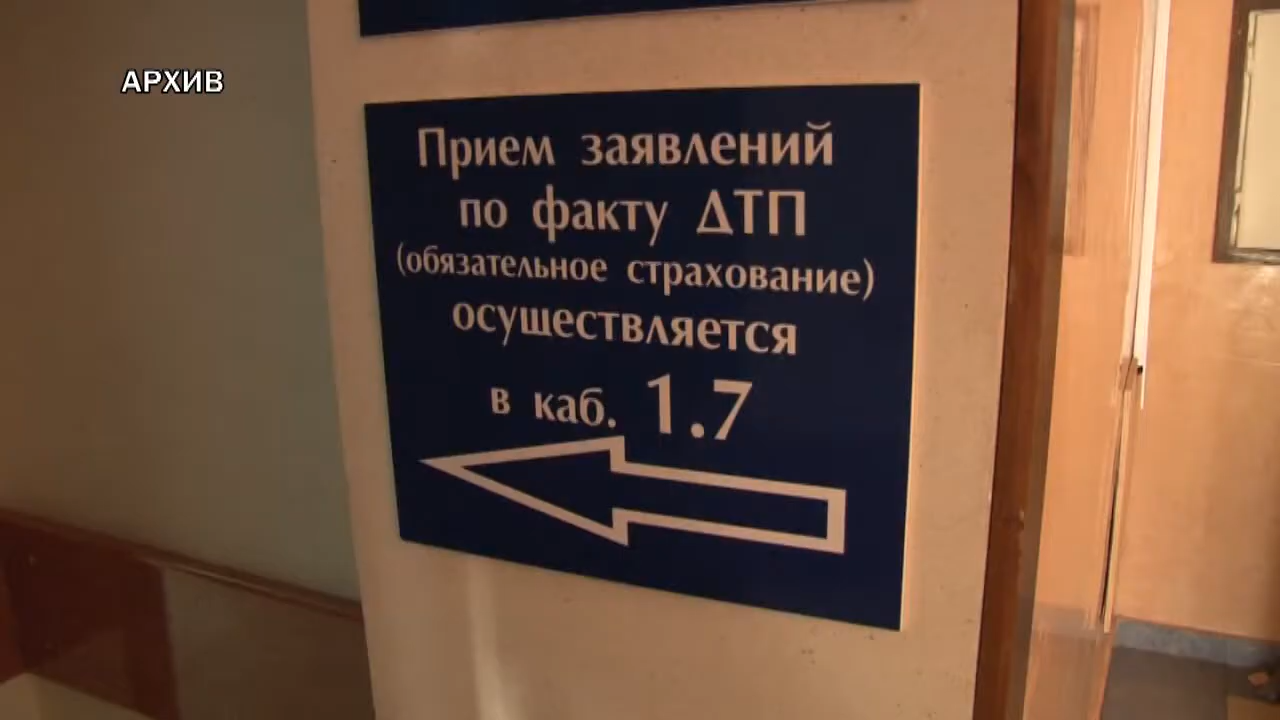 АРХИВ
Прием заявлений
по факту ДТП
(обязательное страхование)
осуществляется
в каб. 1.7